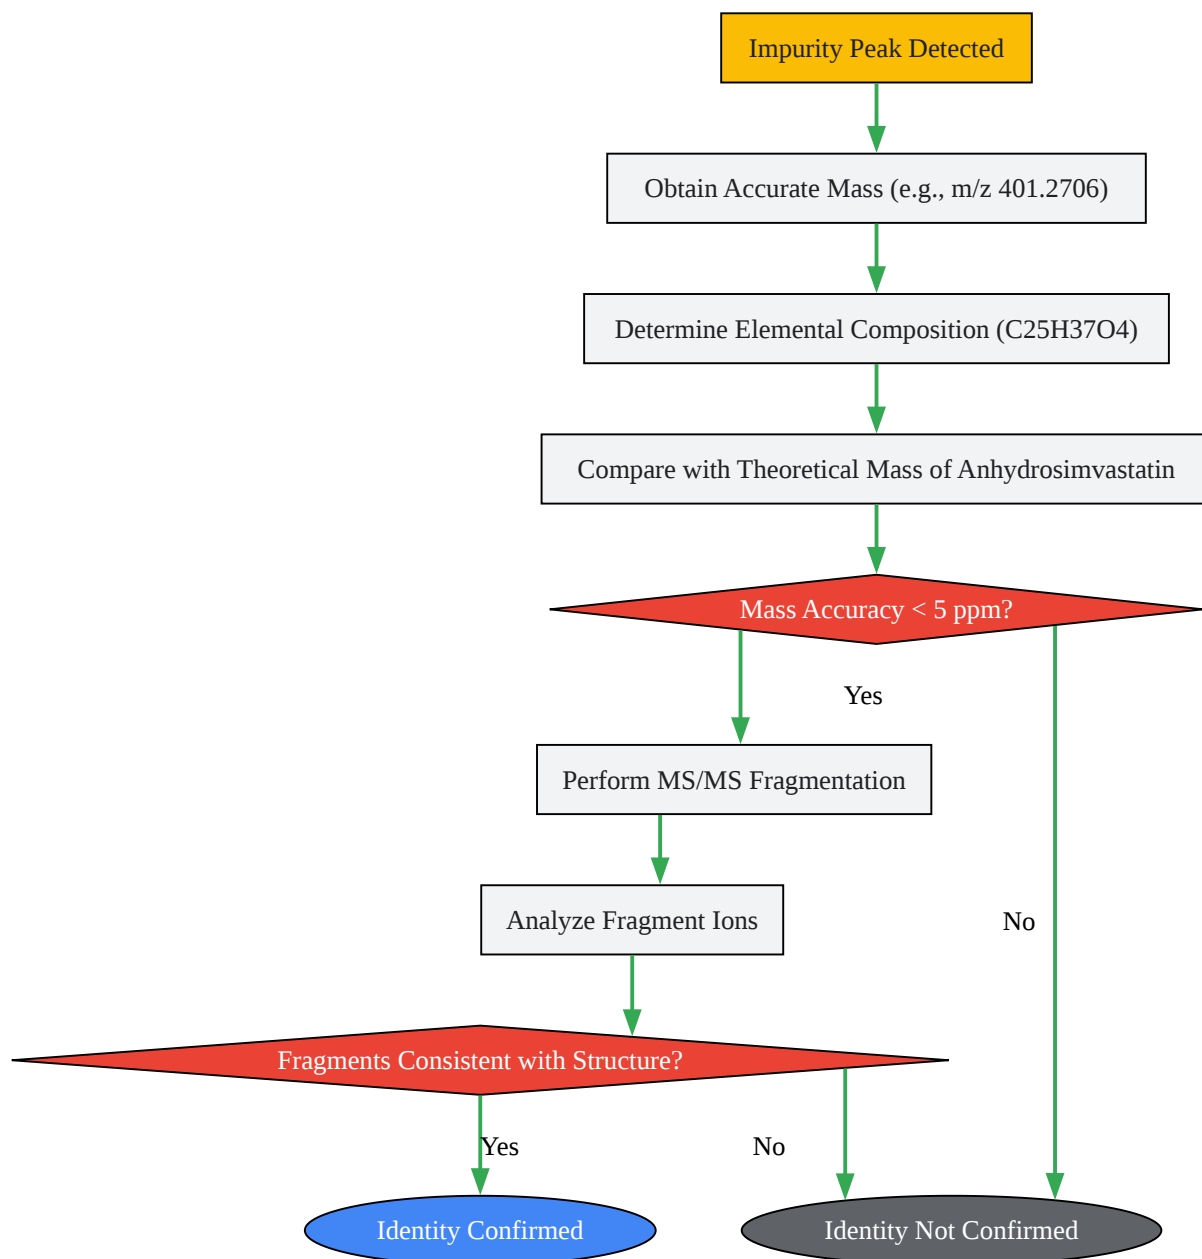 Impurity Peak Detected
Obtain Accurate Mass (e.g., m/z 401.2706)
Determine Elemental Composition (C25H37O4)
Compare with Theoretical Mass of Anhydrosimvastatin
Mass Accuracy < 5 ppm?
Yes
Perform MS/MS Fragmentation
Analyze Fragment Ions
No
Fragments Consistent with Structure?
Yes
No
Identity Confirmed
Identity Not Confirmed